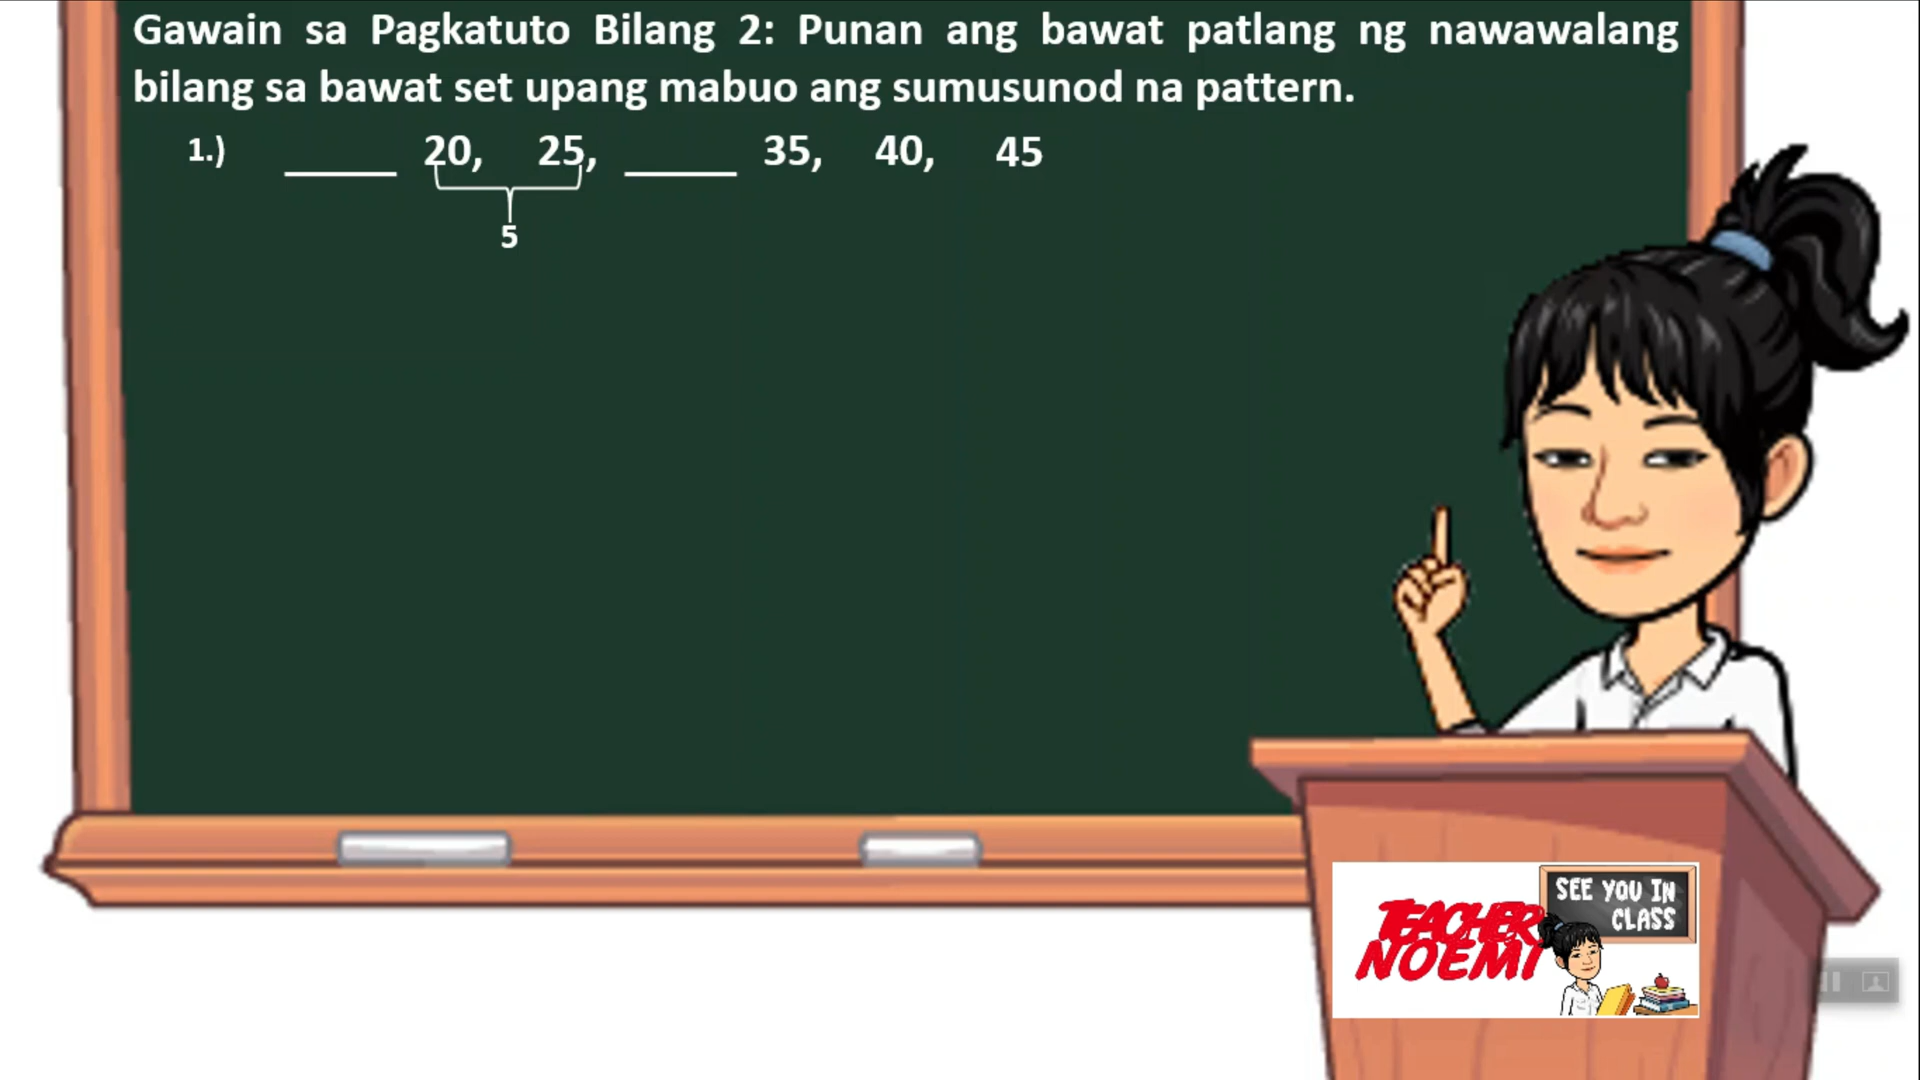 Gawain sa Pagkatuto Bilang 2: Punan ang bawat patlang ng nawawalang
bilang sa bawat set upang mabuo ang sumusunod na pattern.
1.) _____ 20, 25, _____ 35, 40, 45
5
SEE YOU IN
CLASS
TEACHER
NOEMI